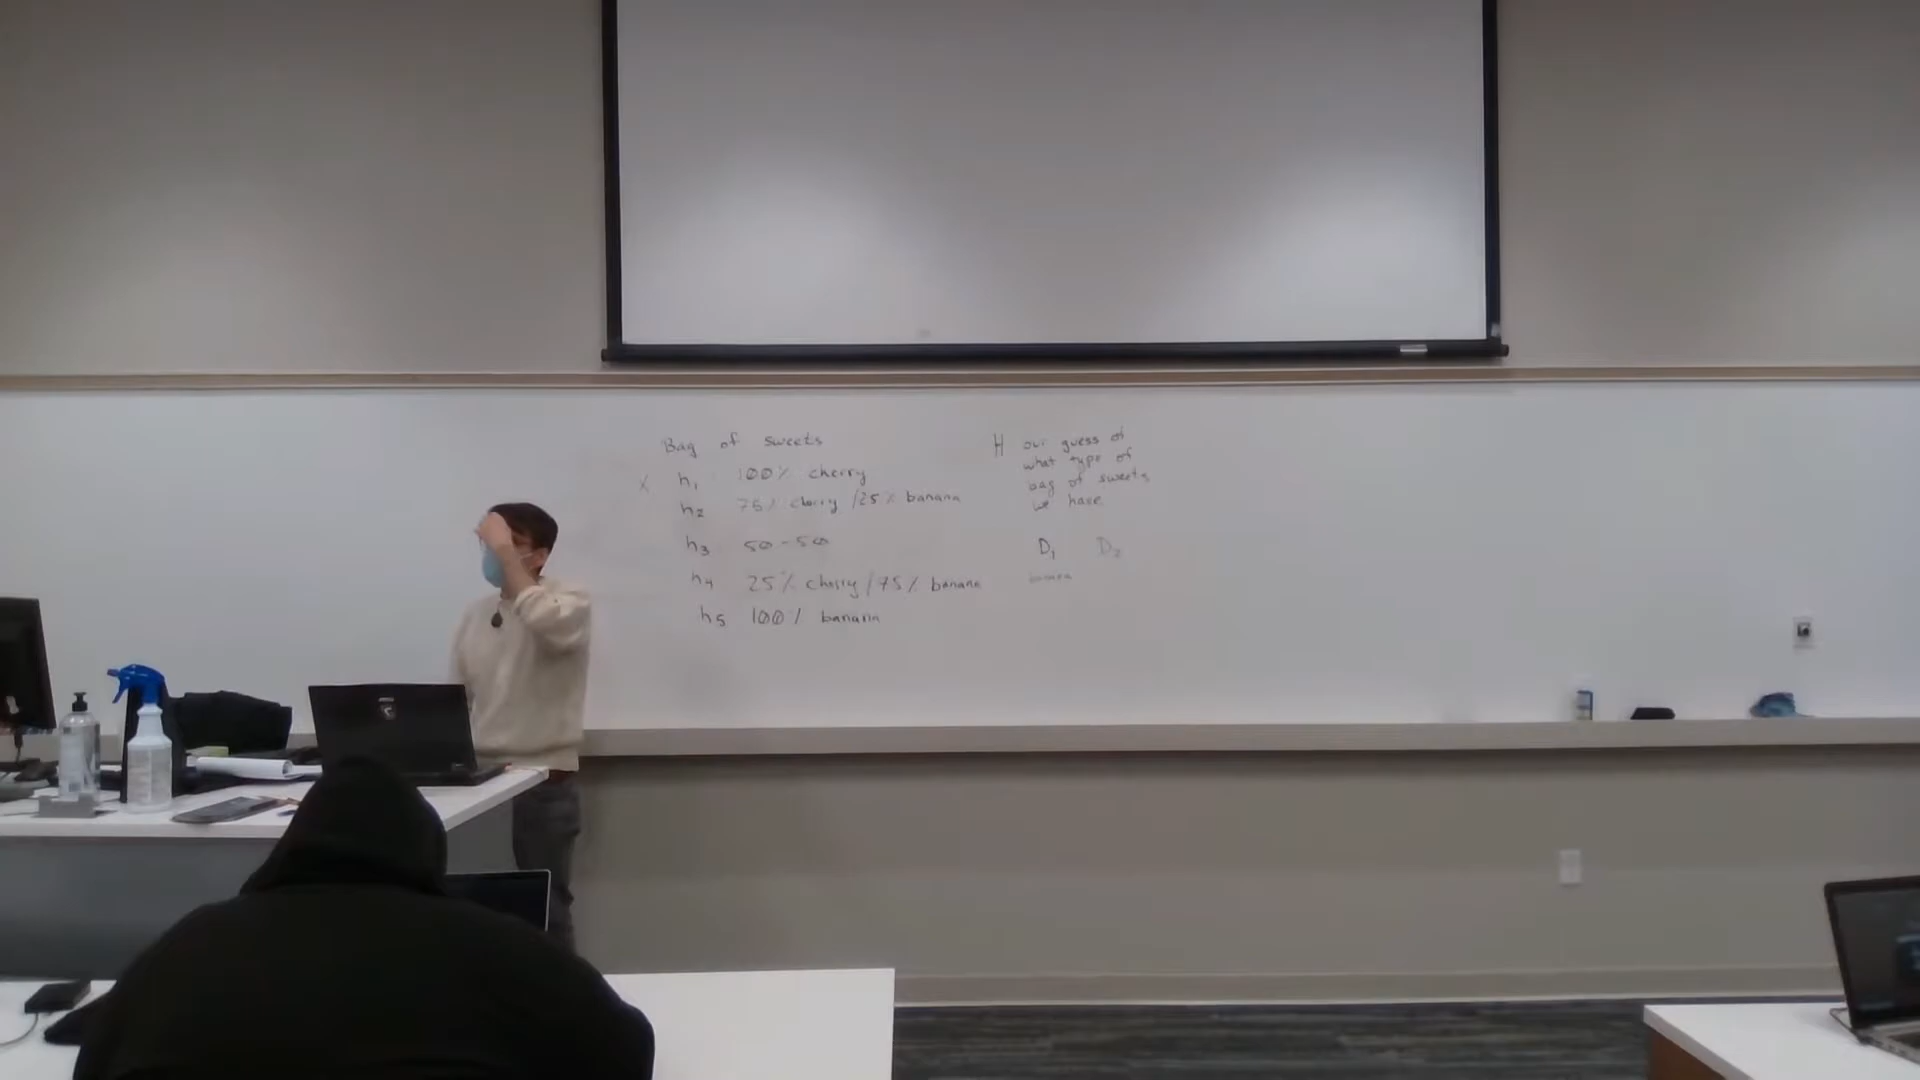 Bag of sweets
X h1 100% cherry
h2 75% cherry / 25% banana
h3 50-50
h4 25% cherry / 75% banana
h5 100% banana
H our guess of
what type of
bag of sweets
we have
D1 D2
banana